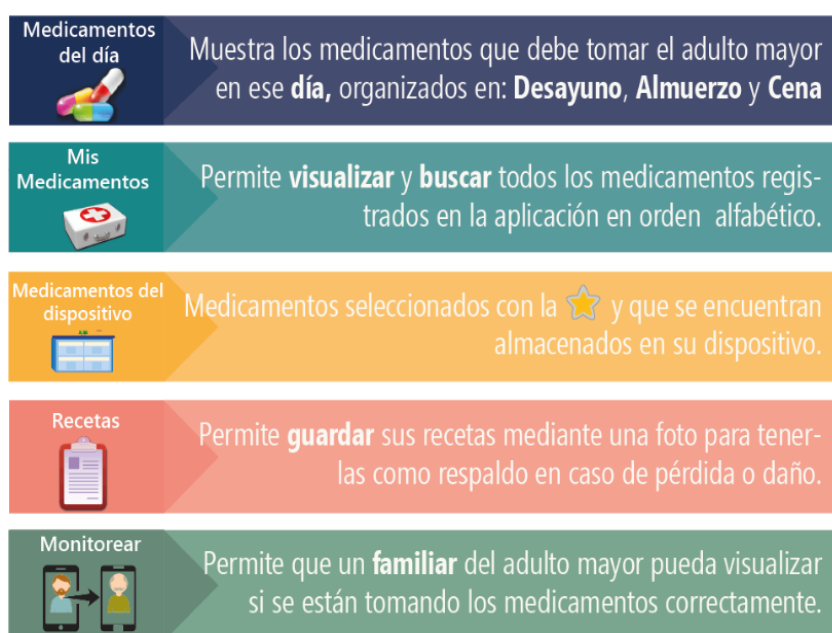 Medicamentos
del día
Muestra los medicamentos que debe tomar el adulto mayor
en ese día, organizados en: Desayuno, Almuerzo y Cena
Mis
Medicamentos
Permite visualizar y buscar todos los medicamentos regis-
trados en la aplicación en orden alfabético.
Medicamentos del
dispositivo
Medicamentos seleccionados con la y que se encuentran
almacenados en su dispositivo.
Recetas
Permite guardar sus recetas mediante una foto para tener-
las como respaldo en caso de pérdida o daño.
Monitorear
Permite que un familiar del adulto mayor pueda visualizar
si se están tomando los medicamentos correctamente.